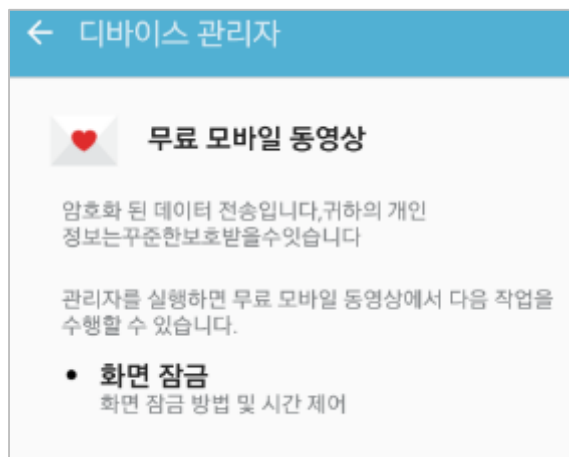 디바이스 관리자
무료 모바일 동영상
암호화 된 데이터 전송입니다,귀하의 개인
정보는꾸준한보호받을수잇습니다
관리자를 실행하면 무료 모바일 동영상에서 다음 작업을
수행할 수 있습니다.
• 화면 잠금
화면 잠금 방법 및 시간 제어